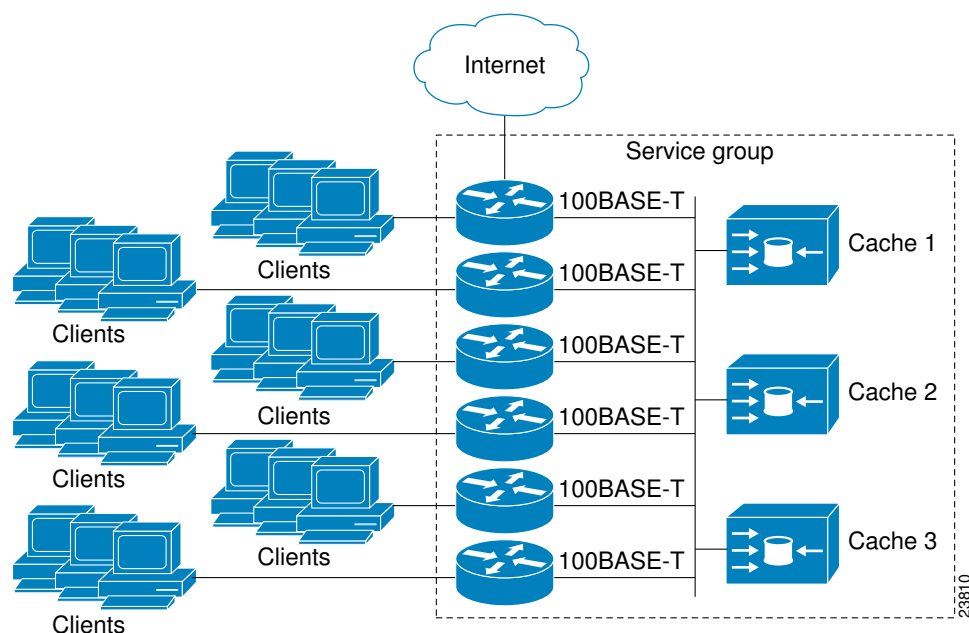 Internet
Service group
100BASE-T
Cache 1
Clients
100BASE-T
Clients
100BASE-T
Clients
100BASE-T
Cache 2
Clients
100BASE-T
Clients
100BASE-T
Cache 3
Clients
23810